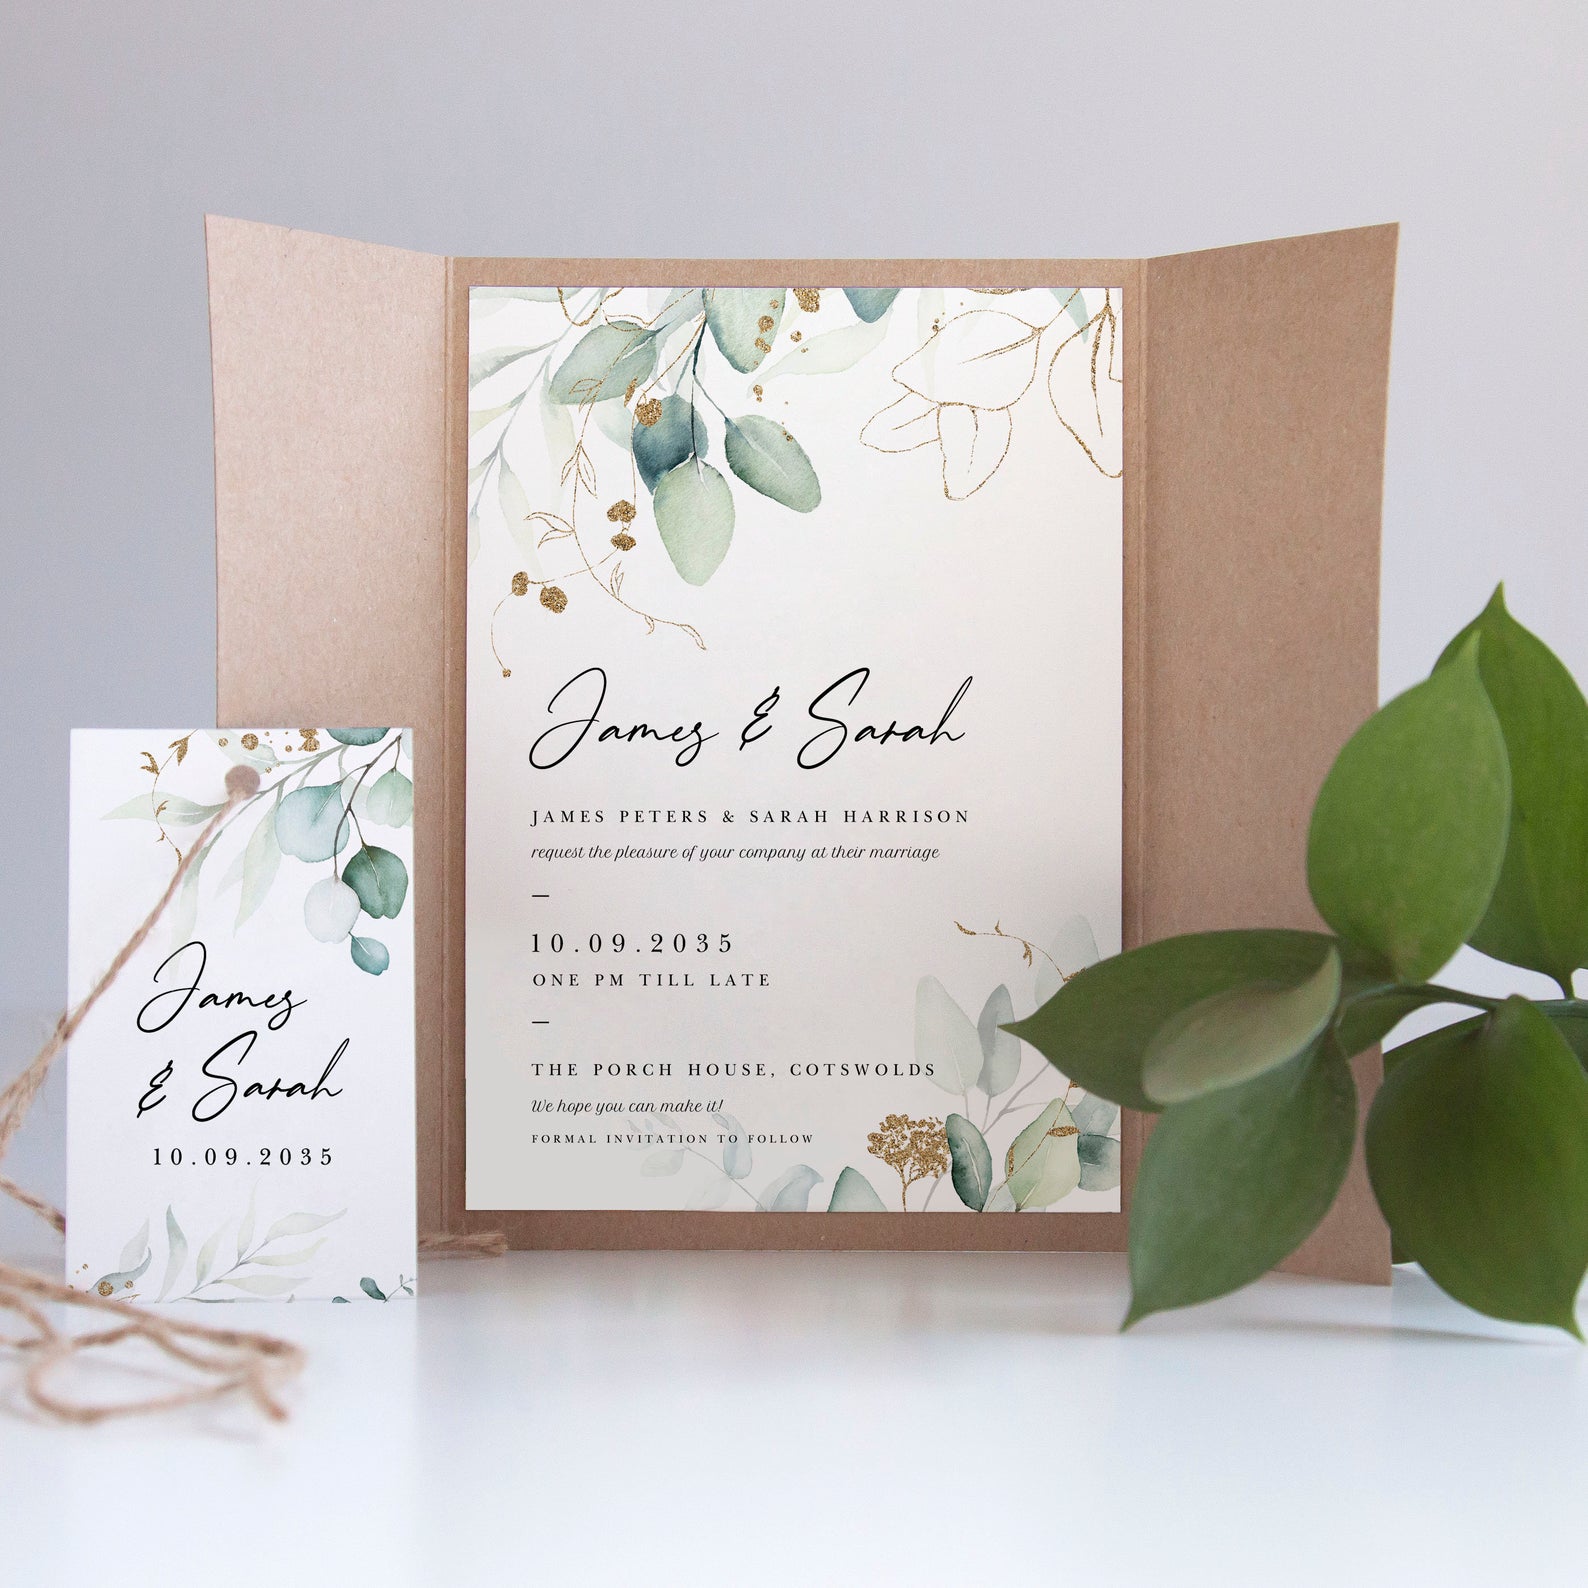 James & Sarah
JAMES PETERS & SARAH HARRISON
request the pleasure of your company at their marriage
10.09.2035
ONE PM TILL LATE
THE PORCH HOUSE, COTSWOLDS
We hope you can make it!
FORMAL INVITATION TO FOLLOW
James
& Sarah
10.09.2035